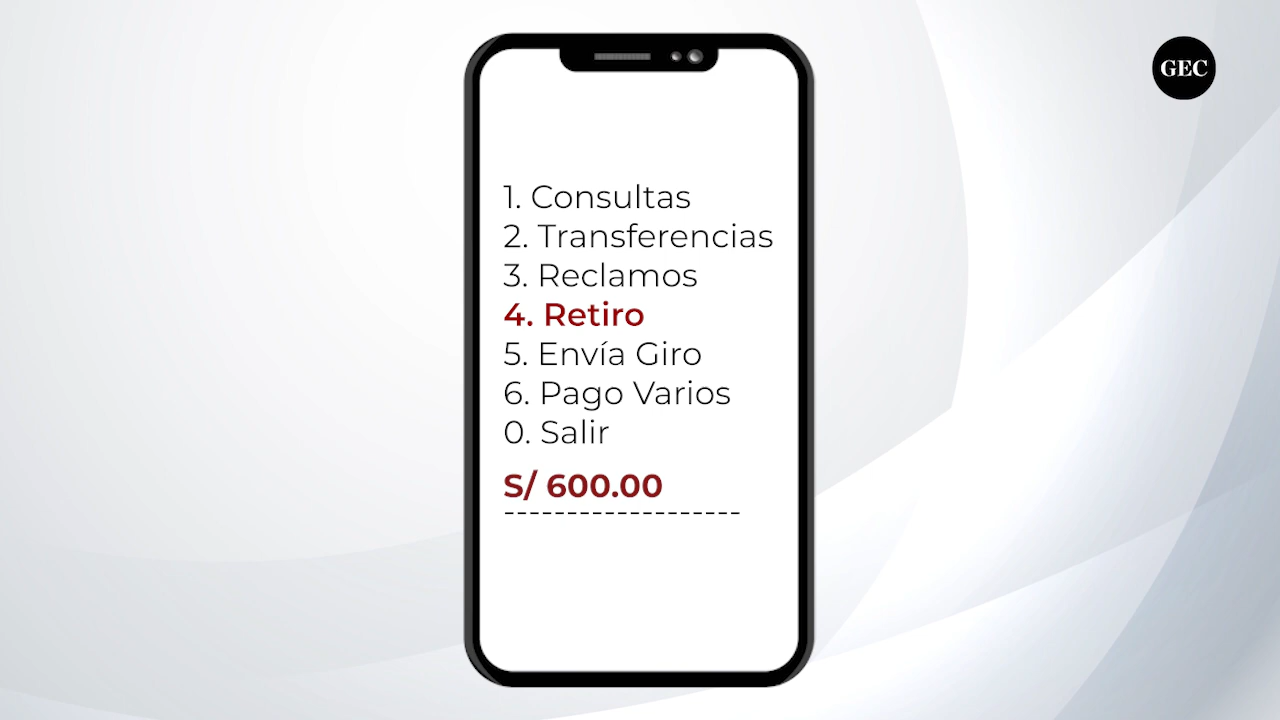 GEC
1. Consultas
2. Transferencias
3. Reclamos
4. Retiro
5. Envía Giro
6. Pago Varios
0. Salir
S/ 600.00
-------------------